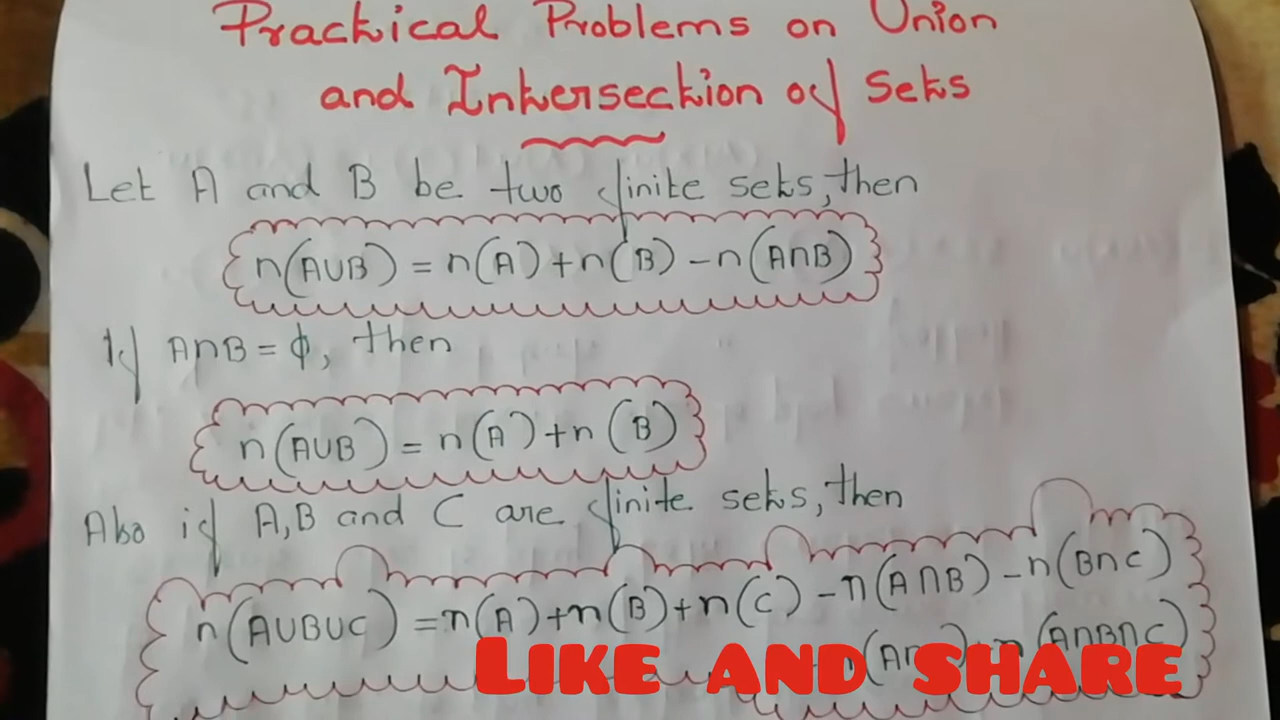 Practical Problems on Union
and Intersection of Sets
Let A and B be two finite sets, then
n(A∪B) = n(A) + n(B) - n(A∩B)
If A∩B = ϕ, then
n(A∪B) = n(A) + n(B)
Also if A, B and C are finite sets, then
n(A∪B∪C) = n(A) + n(B) + n(C) - n(A∩B) - n(B∩C)
n(A∩B∩C)
LIKE AND SHARE